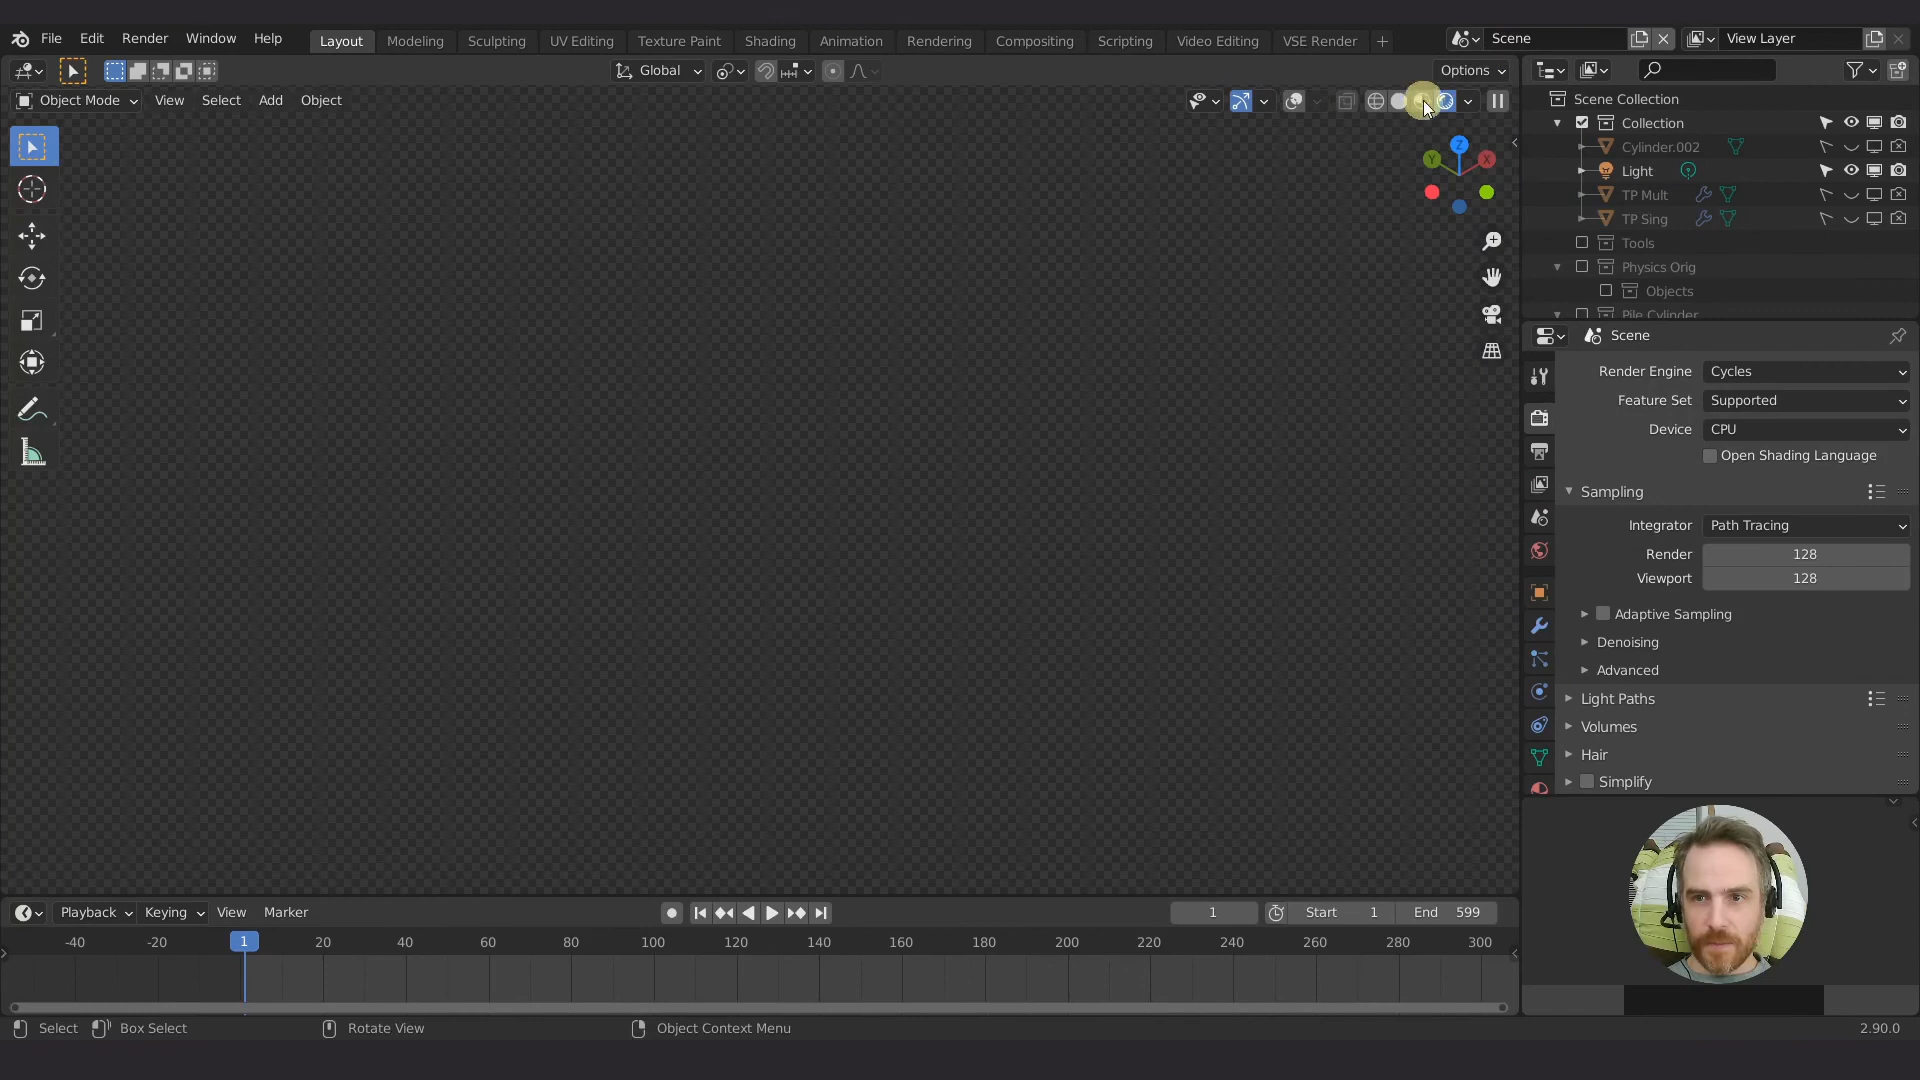 File Edit Render Window Help Layout Modeling Sculpting UV Editing Texture Paint Shading Animation Rendering Compositing Scripting Video Editing VSE Render + Scene View Layer
Global Options
Object Mode View Select Add Object
Z
Y X
Scene Collection
Collection
Cylinder.002
Light
TP Mult
TP Sing
Tools
Physics Orig
Objects
Pile Cylinder
Scene
Render Engine Cycles
Feature Set Supported
Device CPU
Open Shading Language
Sampling
Integrator Path Tracing
Render 128
Viewport 128
Adaptive Sampling
Denoising
Advanced
Light Paths
Volumes
Hair
Simplify
Playback Keying View Marker 1 Start 1 End 599
-40 -20 1 20 40 60 80 100 120 140 160 180 200 220 240 260 280 300
Select Box Select Rotate View Object Context Menu 2.90.0